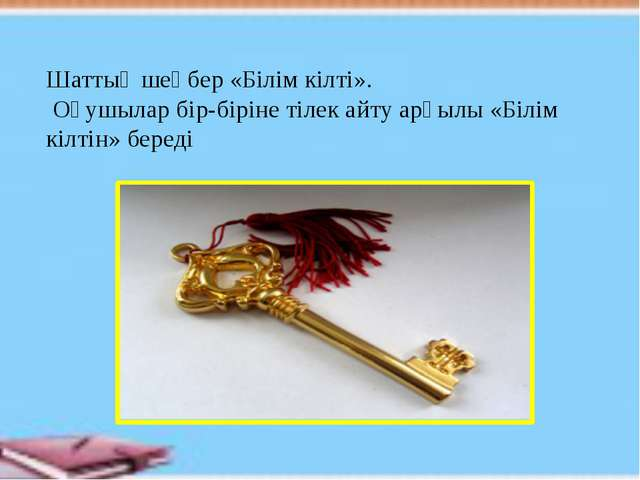 Шаттық шеңбер «Білім кілті».
Оқушылар бір-біріне тілек айту арқылы «Білім
кілтін» береді